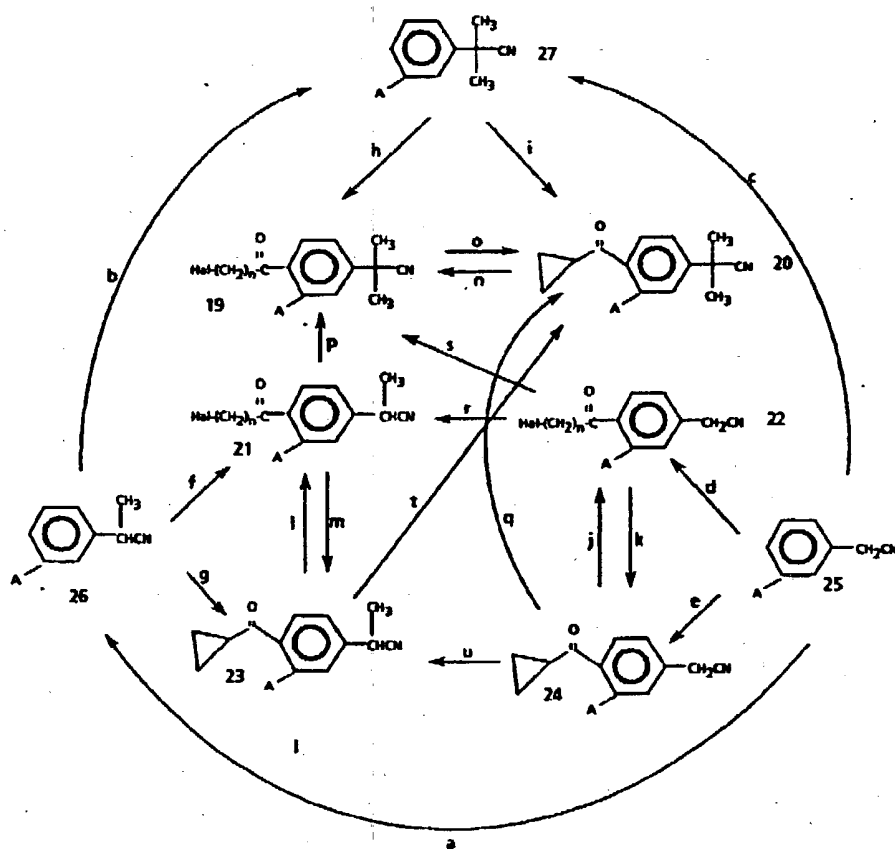 CH₃
CN
27
CH₃
A
h
i
c
b
O
Hal-(CH₂)ₙ-C
CH₃
CN
CH₃
A
19
o
n
O
CH₃
CN
20
CH₃
A
p
s
O
Hal-(CH₂)ₙ-C
CH₃
CHCN
21
A
r
O
Hal-(CH₂)ₙ-C
CH₂CN
22
A
f
l
m
t
q
j
k
d
CH₃
CHCN
A
26
g
CH₂CN
A
25
e
O
CH₃
CHCN
23
A
u
O
CH₂CN
24
A
l
a